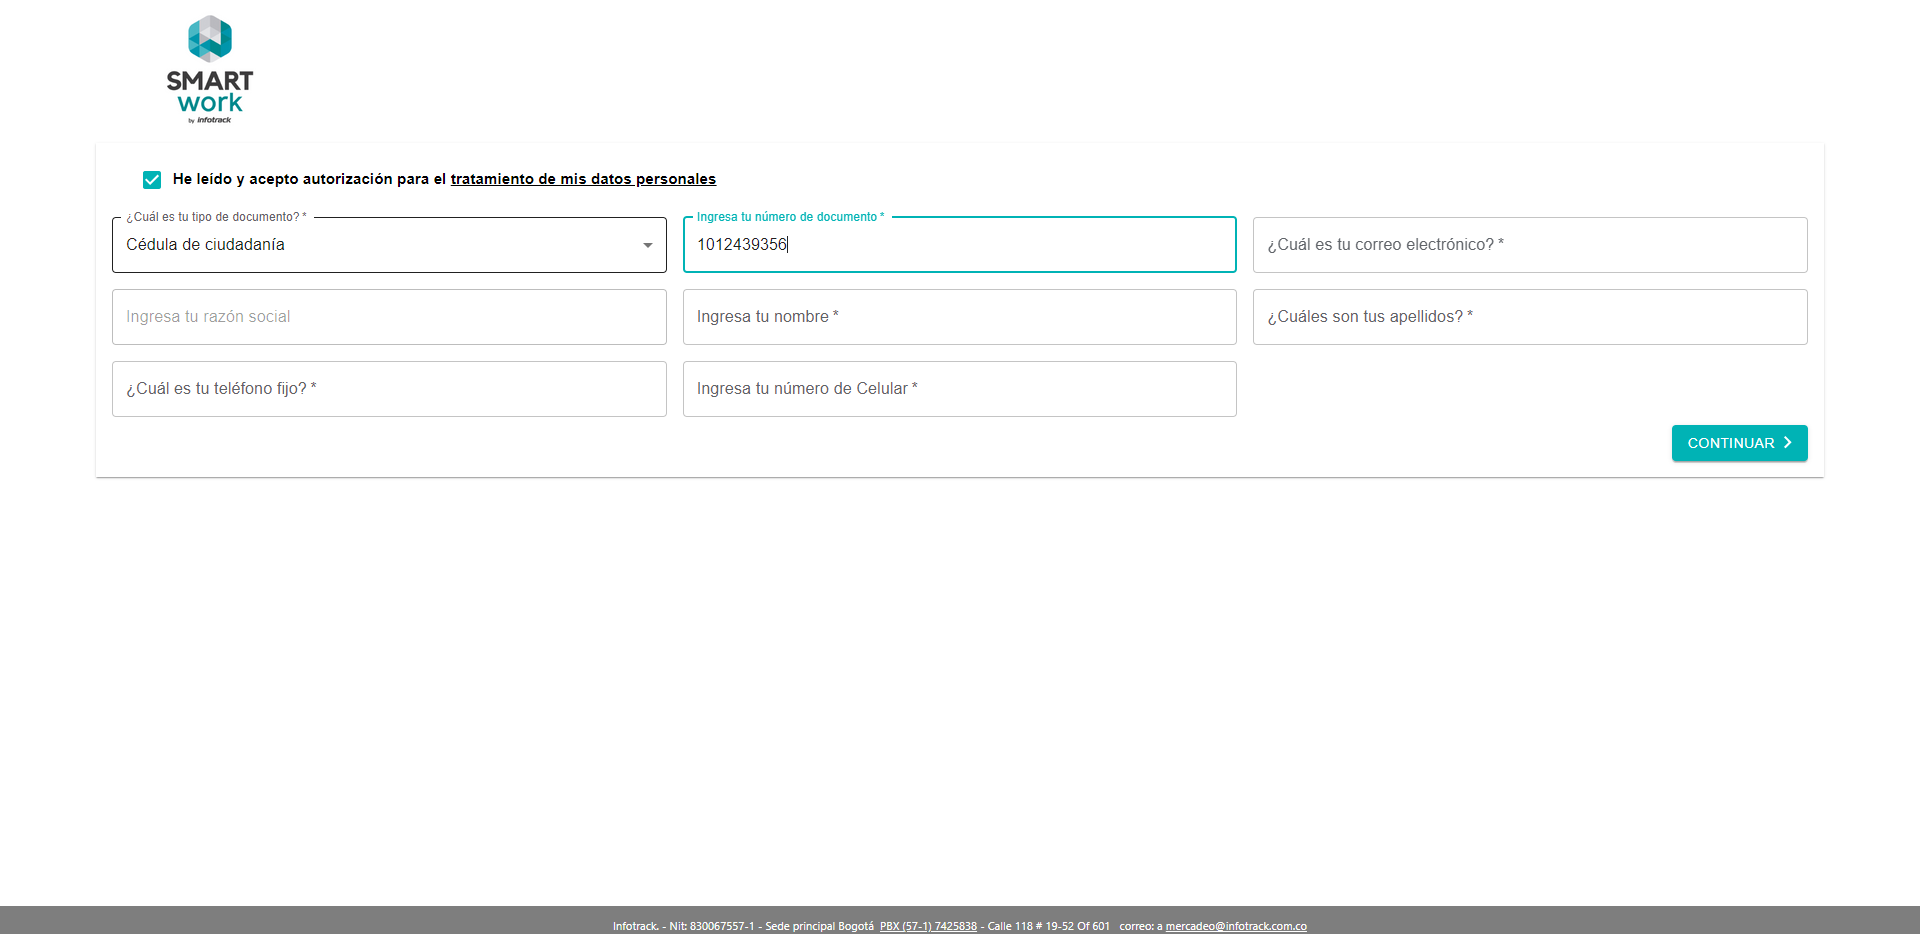 SMART
work
by infotrack
He leído y acepto autorización para el tratamiento de mis datos personales
¿Cuál es tu tipo de documento? *
Cédula de ciudadanía
Ingresa tu número de documento *
1012439356
¿Cuál es tu correo electrónico? *
Ingresa tu razón social
Ingresa tu nombre *
¿Cuáles son tus apellidos? *
¿Cuál es tu teléfono fijo? *
Ingresa tu número de Celular *
CONTINUAR
Infotrack. - Nit: 830067557-1 - Sede principal Bogotá PBX (57-1) 7425838 - Calle 118 # 19-52 Of 601 correo: a mercadeo@infotrack.com.co